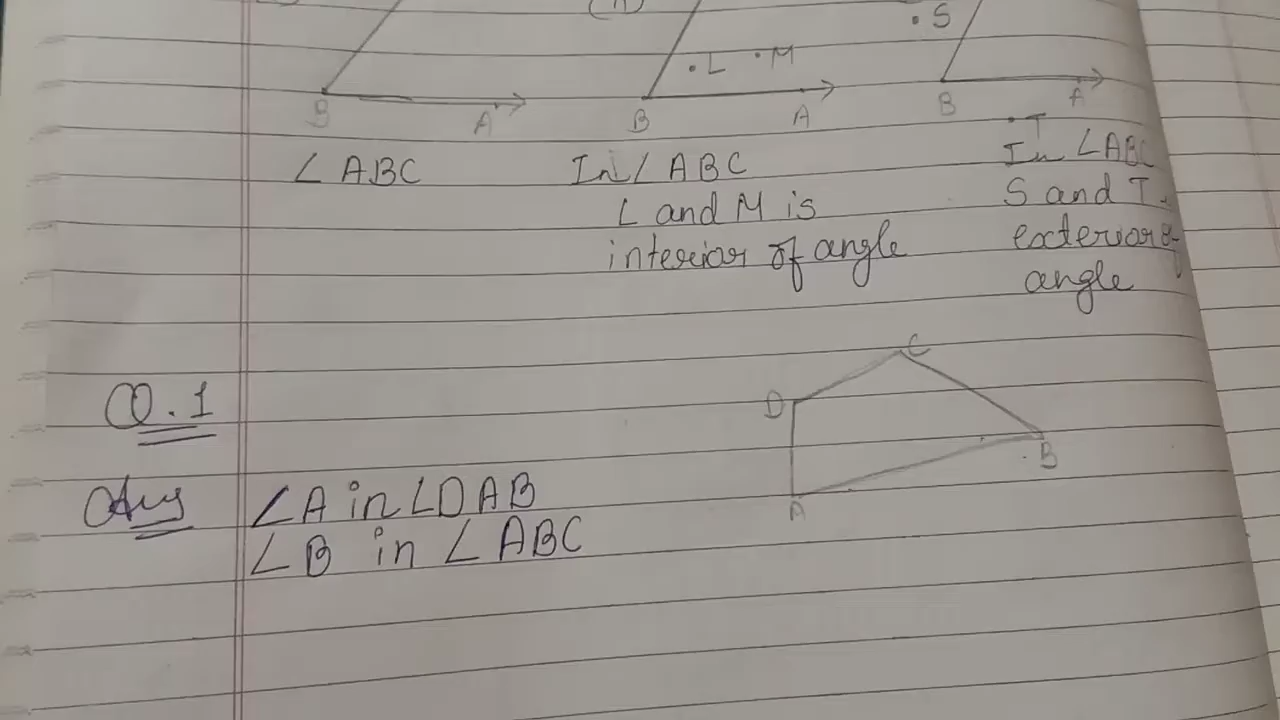 (ii)
• S
• L • M
B A
B A
B A
• T
∠ABC
In ∠ABC
L and M is
interior of angle
In ∠ABC
S and T
exterior of
angle
Q.1
C
D
B
A
Ans ∠A in ∠DAB
∠B in ∠ABC